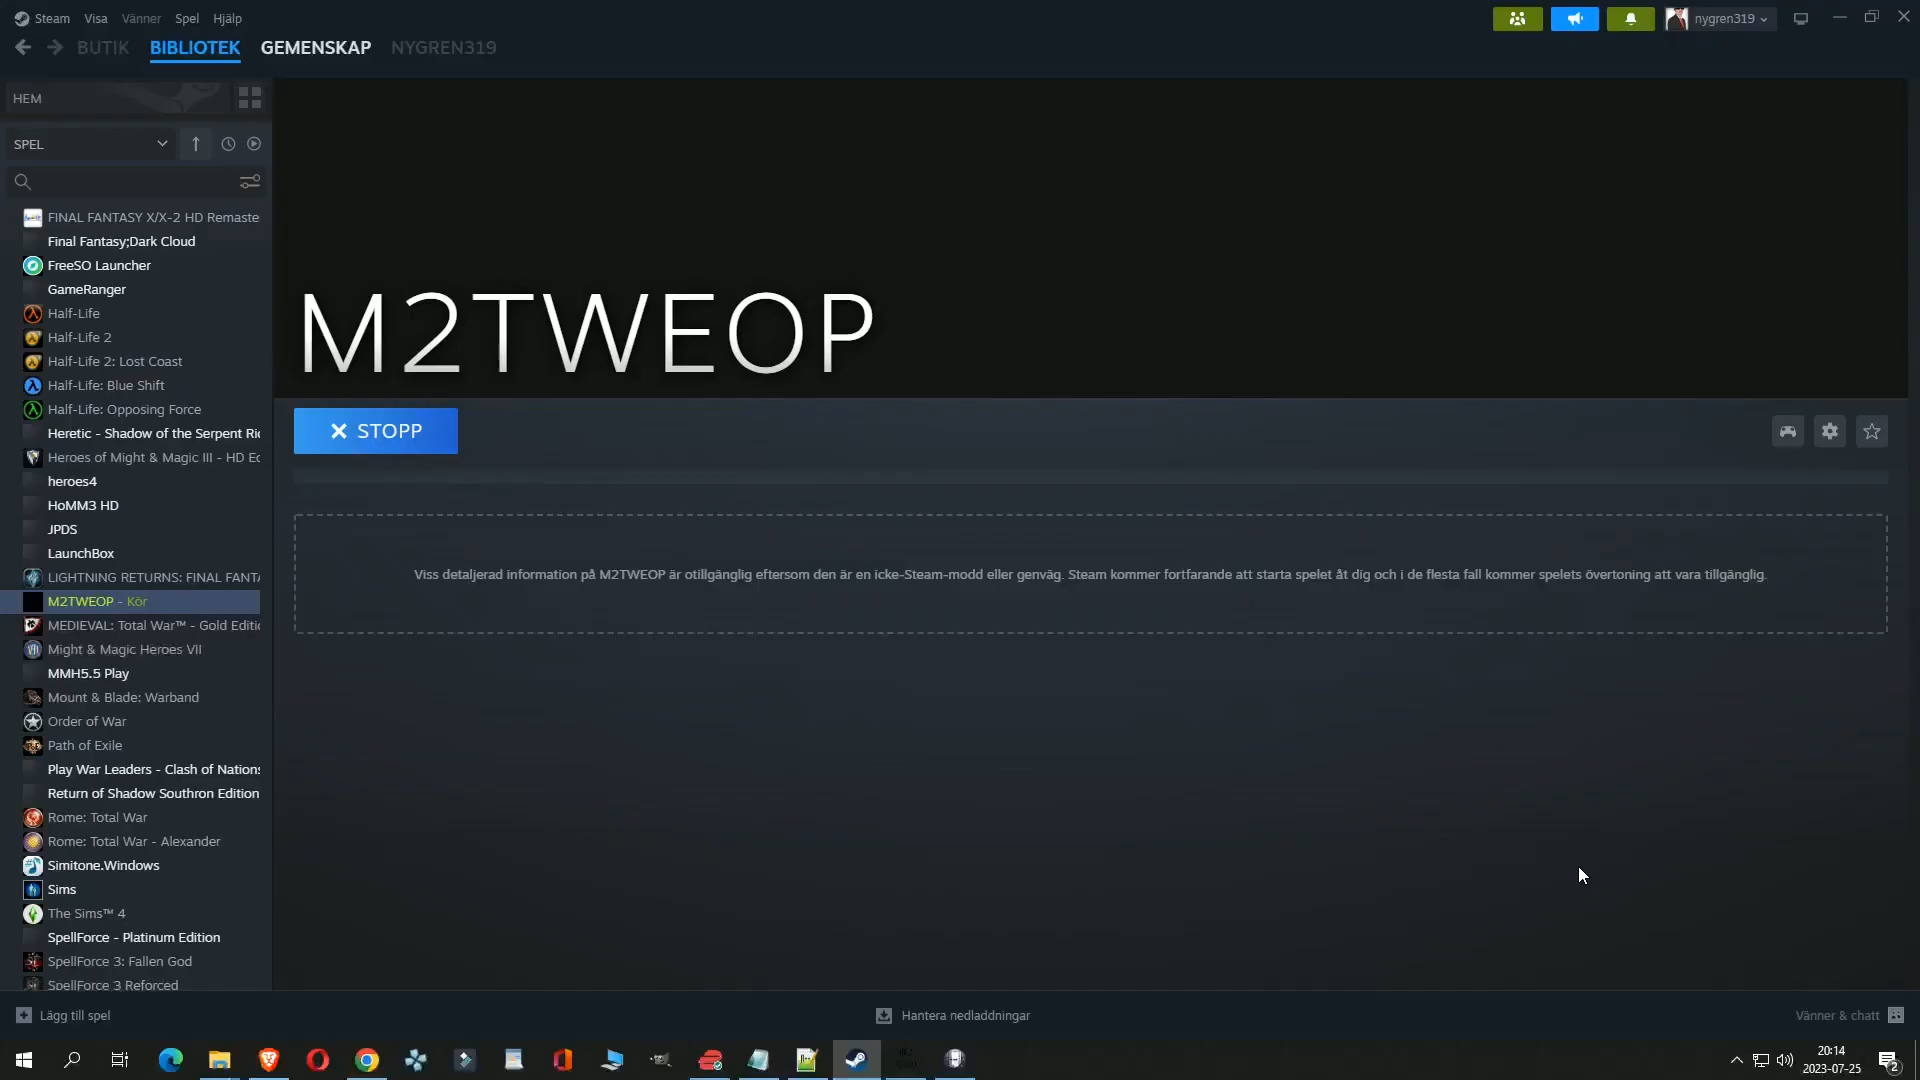 Steam Visa Vänner Spel Hjälp
nygren319
BUTIK BIBLIOTEK GEMENSKAP NYGREN319
HEM
SPEL
FINAL FANTASY X/X-2 HD Remaste
Final Fantasy;Dark Cloud
FreeSO Launcher
GameRanger
Half-Life
Half-Life 2
Half-Life 2: Lost Coast
Half-Life: Blue Shift
Half-Life: Opposing Force
Heretic - Shadow of the Serpent Ri
Heroes of Might & Magic III - HD Ec
heroes4
HoMM3 HD
JPDS
LaunchBox
LIGHTNING RETURNS: FINAL FANTA
M2TWEOP - Kör
MEDIEVAL: Total War™ - Gold Editi
Might & Magic Heroes VII
MMH5.5 Play
Mount & Blade: Warband
Order of War
Path of Exile
Play War Leaders - Clash of Nations
Return of Shadow Southron Edition
Rome: Total War
Rome: Total War - Alexander
Simitone.Windows
Sims
The Sims™ 4
SpellForce - Platinum Edition
SpellForce 3: Fallen God
SpellForce 3 Reforced
M2TWEOP
STOPP
Viss detaljerad information på M2TWEOP är otillgänglig eftersom den är en icke-Steam-modd eller genväg. Steam kommer fortfarande att starta spelet åt dig och i de flesta fall kommer spelets övertoning att vara tillgänglig.
Lägg till spel
Hantera nedladdningar
Vänner & chatt
20:14
2023-07-25
2